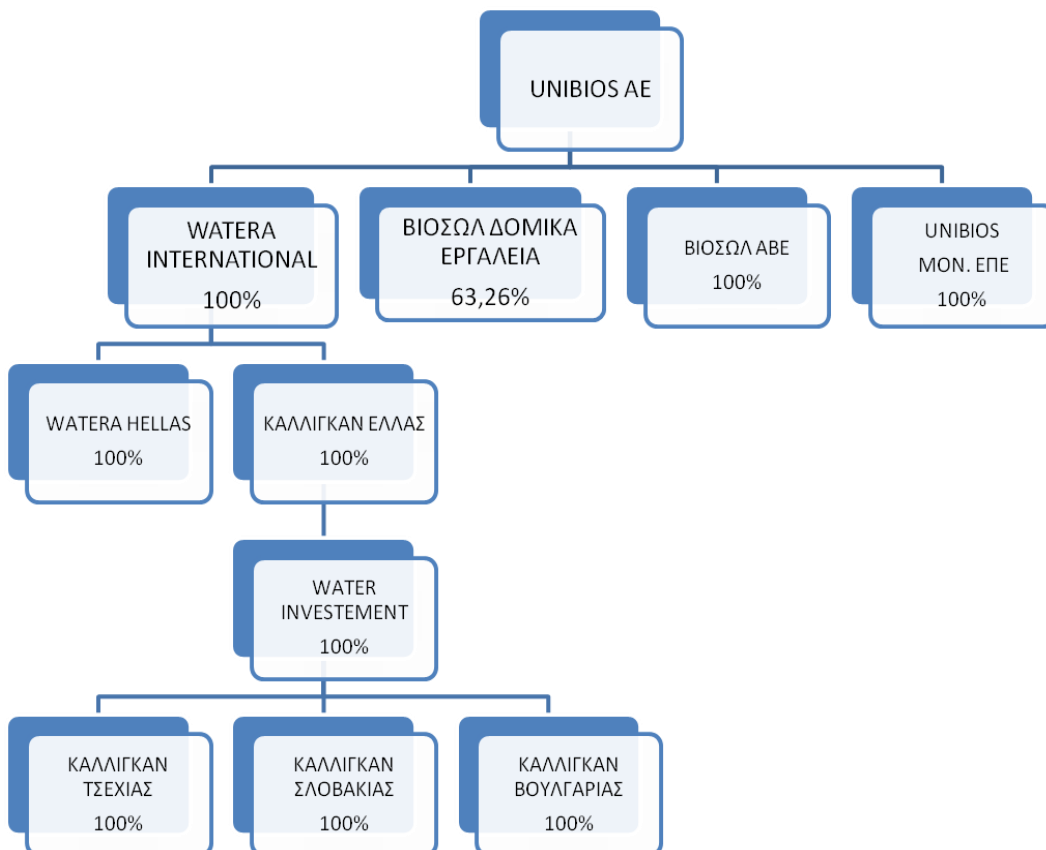 UNIBIOS ΑΕ
WATERA
INTERNATIONAL
100%
ΒΙΟΣΩΛ ΔΟΜΙΚΑ
ΕΡΓΑΛΕΙΑ
63,26%
ΒΙΟΣΩΛ ΑΒΕ
100%
UNIBIOS
ΜΟΝ. ΕΠΕ
100%
WATERA HELLAS
100%
ΚΑΛΛΙΓΚΑΝ ΕΛΛΑΣ
100%
WATER
INVESTEMENT
100%
ΚΑΛΛΙΓΚΑΝ
ΤΣΕΧΙΑΣ
100%
ΚΑΛΛΙΓΚΑΝ
ΣΛΟΒΑΚΙΑΣ
100%
ΚΑΛΛΙΓΚΑΝ
ΒΟΥΛΓΑΡΙΑΣ
100%